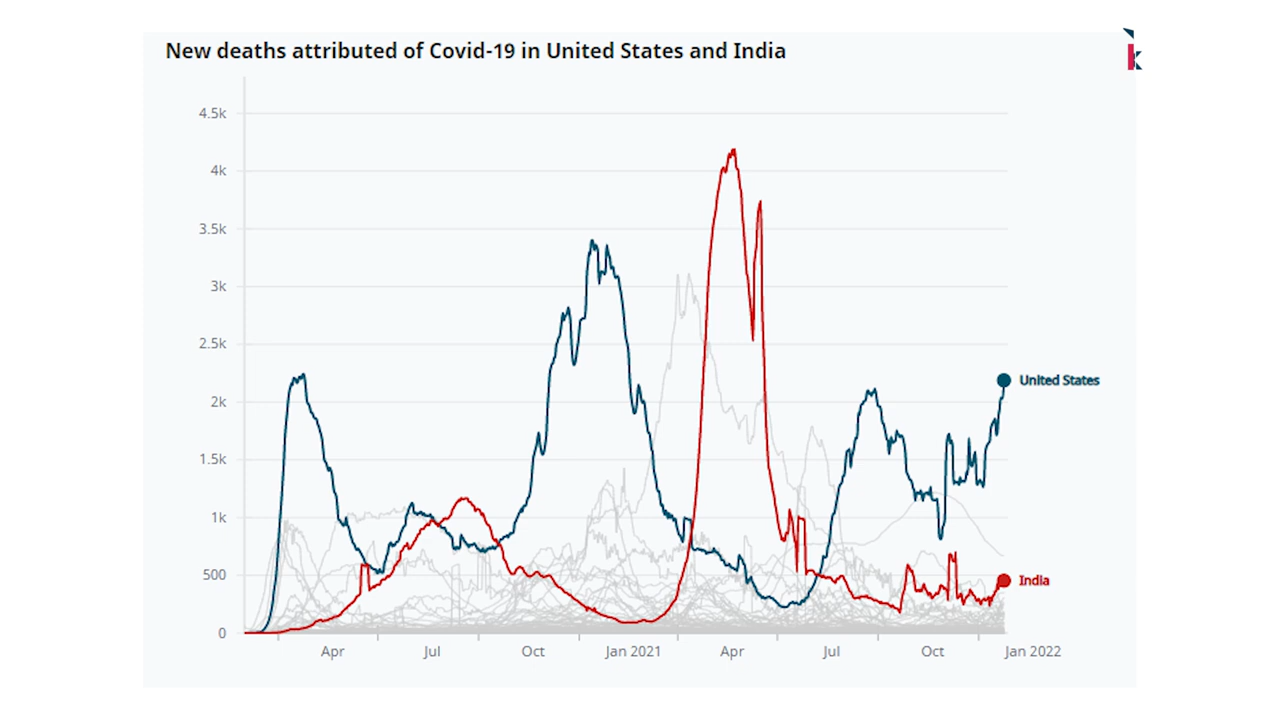 New deaths attributed of Covid-19 in United States and India
k
4.5k
4k
3.5k
3k
2.5k
2k
1.5k
1k
500
0
United States
India
Apr Jul Oct Jan 2021 Apr Jul Oct Jan 2022